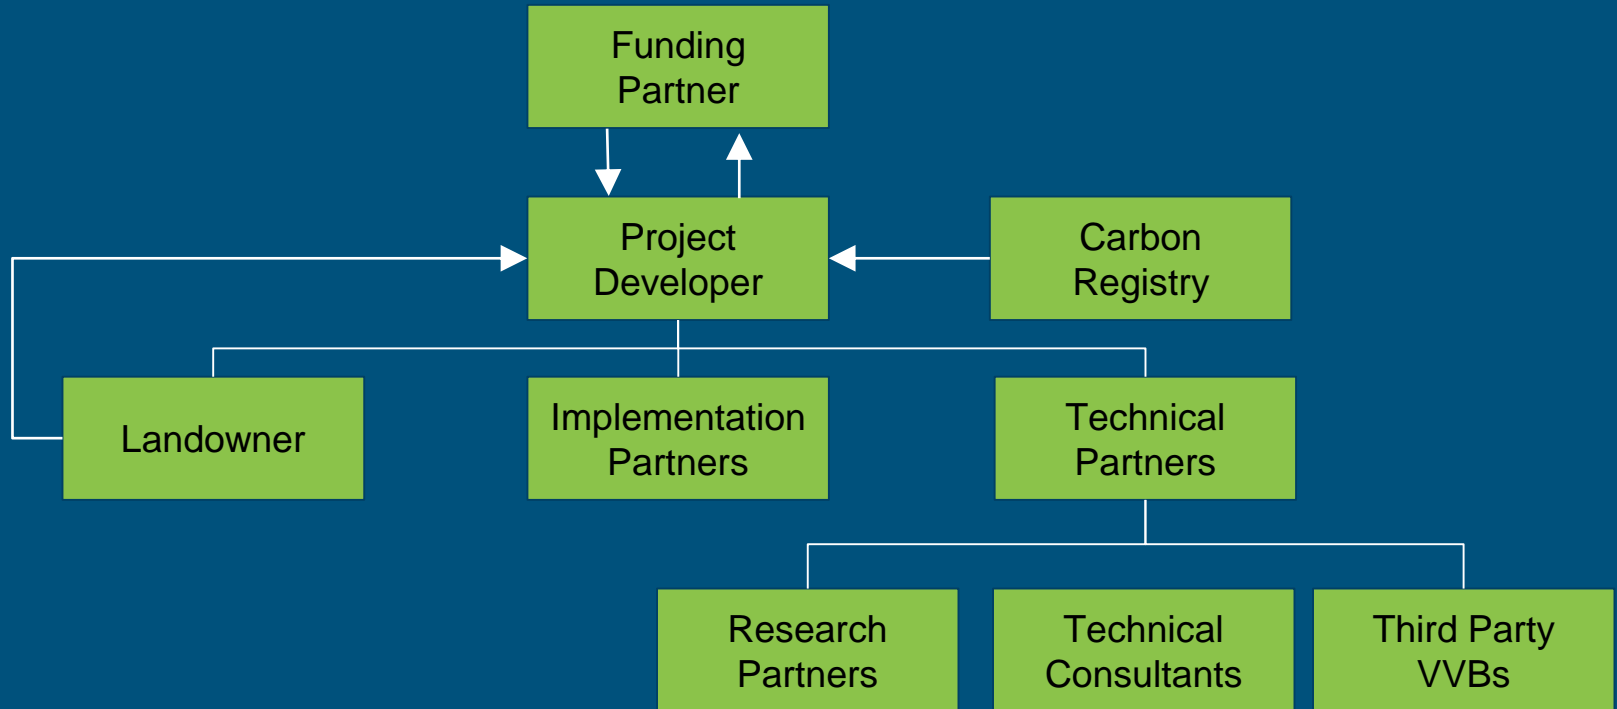 Funding
Partner
Project
Developer
Carbon
Registry
Landowner
Implementation
Partners
Technical
Partners
Research
Partners
Technical
Consultants
Third Party
VVBs